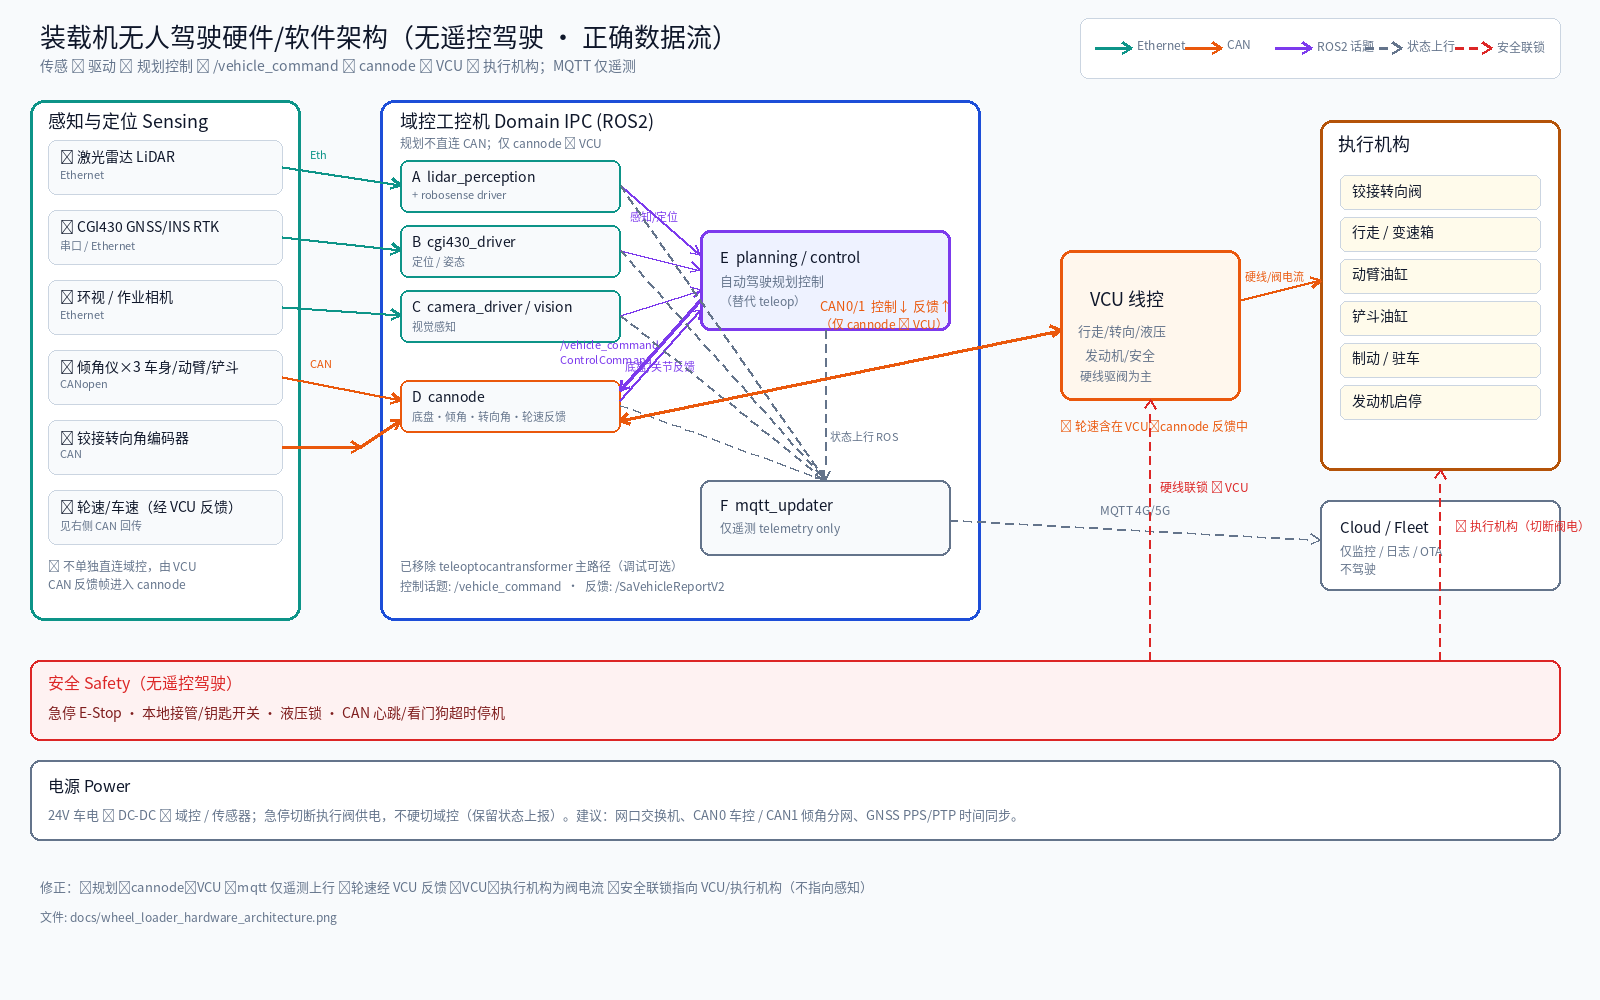 装载机无人驾驶硬件/软件架构（无遥控驾驶 · 正确数据流）
传感 驱动 规划控制 /vehicle_command cannode VCU 执行机构；MQTT 仅遥测
Ethernet
CAN
ROS2 话题
状态上行
安全联锁
感知与定位 Sensing
激光雷达 LiDAR
Ethernet
CGI430 GNSS/INS RTK
串口 / Ethernet
环视 / 作业相机
Ethernet
倾角仪×3 车身/动臂/铲斗
CANopen
铰接转向角编码器
CAN
轮速/车速（经 VCU 反馈）
见右侧 CAN 回传
不单独直连域控，由 VCU
CAN 反馈帧进入 cannode
Eth
CAN
域控工控机 Domain IPC (ROS2)
规划不直连 CAN；仅 cannode VCU
A lidar_perception
+ robosense driver
B cgi430_driver
定位 / 姿态
C camera_driver / vision
视觉感知
D cannode
底盘·倾角·转向角·轮速反馈
感知/定位
/vehicle_command
ControlCommand
底盘/关节反馈
E planning / control
自动驾驶规划控制
（替代 teleop）
CAN0/1 控制↓ 反馈↑
（仅 cannode VCU）
状态上行 ROS
F mqtt_updater
仅遥测 telemetry only
已移除 teleoptocantransformer 主路径（调试可选）
控制话题: /vehicle_command · 反馈: /SaVehicleReportV2
VCU 线控
行走/转向/液压
发动机/安全
硬线驱阀为主
轮速含在 VCU cannode 反馈中
硬线/阀电流
硬线联锁 VCU
MQTT 4G/5G
执行机构
铰接转向阀
行走 / 变速箱
动臂油缸
铲斗油缸
制动 / 驻车
发动机启停
Cloud / Fleet
仅监控 / 日志 / OTA
不驾驶
执行机构（切断阀电）
安全 Safety（无遥控驾驶）
急停 E-Stop · 本地接管/钥匙开关 · 液压锁 · CAN 心跳/看门狗超时停机
电源 Power
24V 车电 DC-DC 域控 / 传感器；急停切断执行阀供电，不硬切域控（保留状态上报）。建议：网口交换机、CAN0 车控 / CAN1 倾角分网、GNSS PPS/PTP 时间同步。
修正：规划 cannode VCU mqtt 仅遥测上行 轮速经 VCU 反馈 VCU 执行机构为阀电流 安全联锁指向 VCU/执行机构（不指向感知）
文件: docs/wheel_loader_hardware_architecture.png